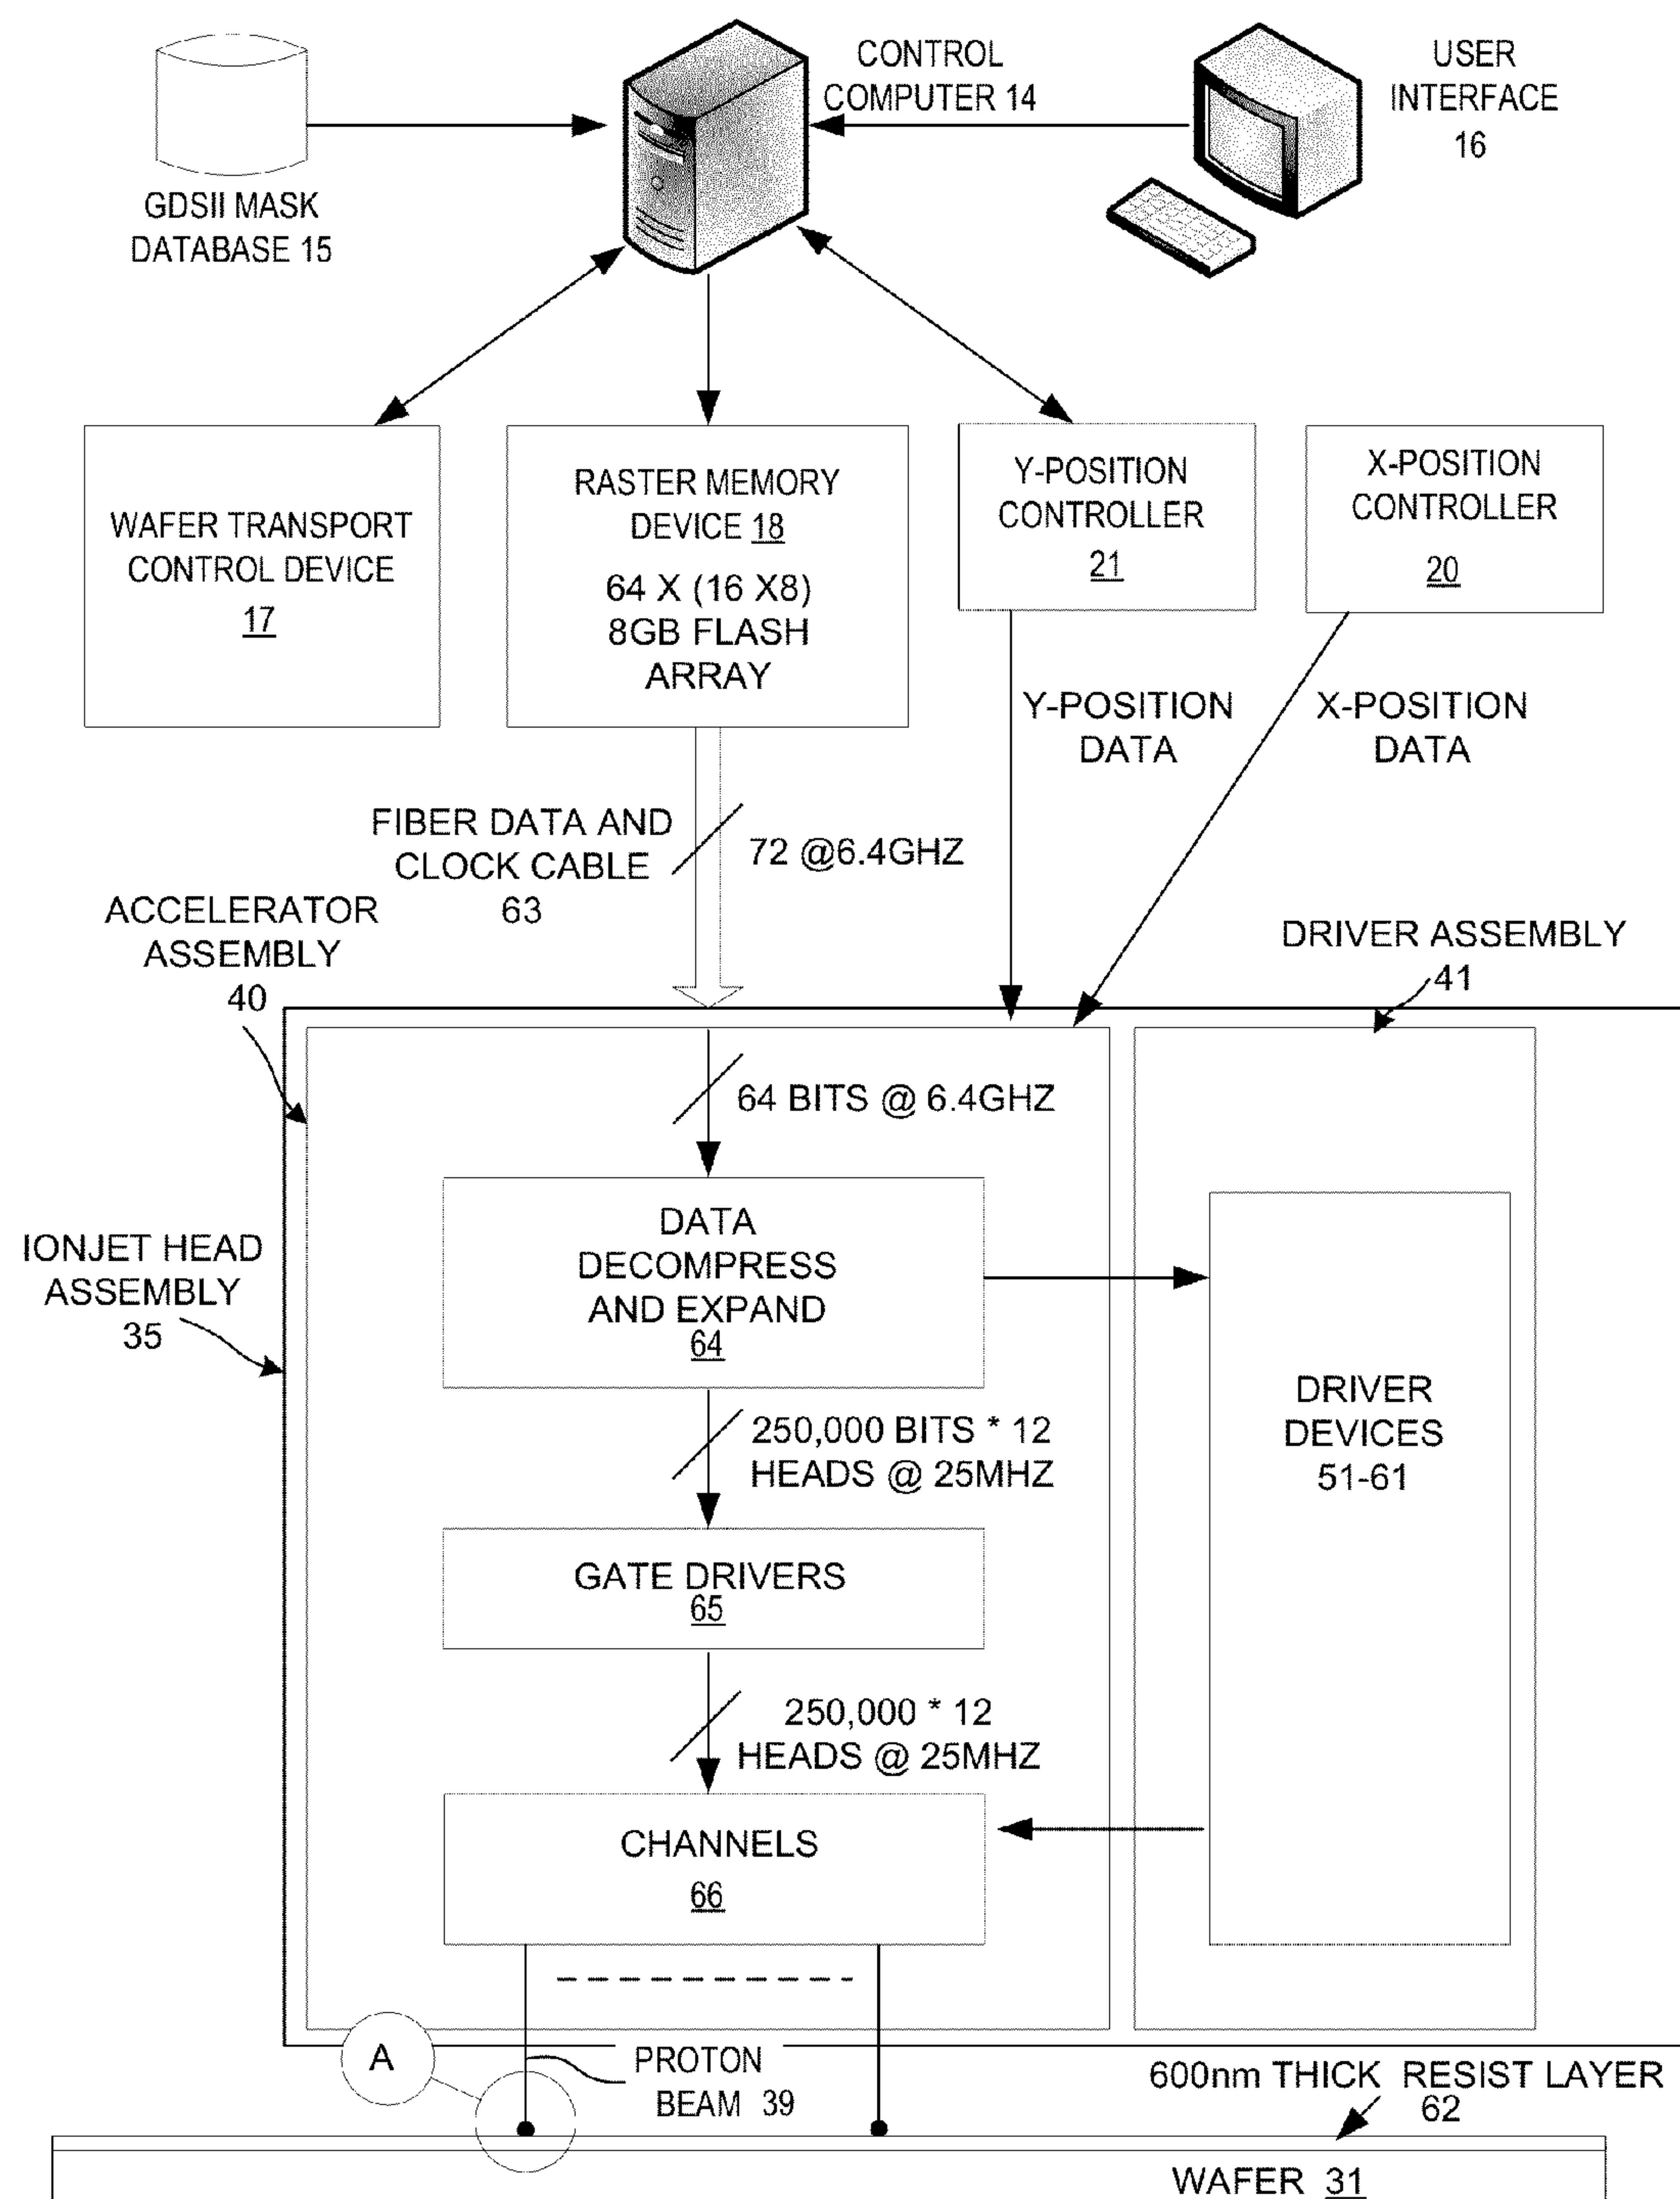 CONTROL
COMPUTER 14
USER
INTERFACE
16
GDSII MASK
DATABASE 15
WAFER TRANSPORT
CONTROL DEVICE
17
RASTER MEMORY
DEVICE 18
64 X (16 X8)
8GB FLASH
ARRAY
Y-POSITION
CONTROLLER
21
X-POSITION
CONTROLLER
20
Y-POSITION
DATA
X-POSITION
DATA
FIBER DATA AND
CLOCK CABLE
63
72 @6.4GHZ
ACCELERATOR
ASSEMBLY
40
DRIVER ASSEMBLY
41
64 BITS @ 6.4GHZ
DATA
DECOMPRESS
AND EXPAND
64
IONJET HEAD
ASSEMBLY
35
DRIVER
DEVICES
51-61
250,000 BITS * 12
HEADS @ 25MHZ
GATE DRIVERS
65
250,000 * 12
HEADS @ 25MHZ
CHANNELS
66
A
PROTON
BEAM 39
600nm THICK RESIST LAYER
62
WAFER 31